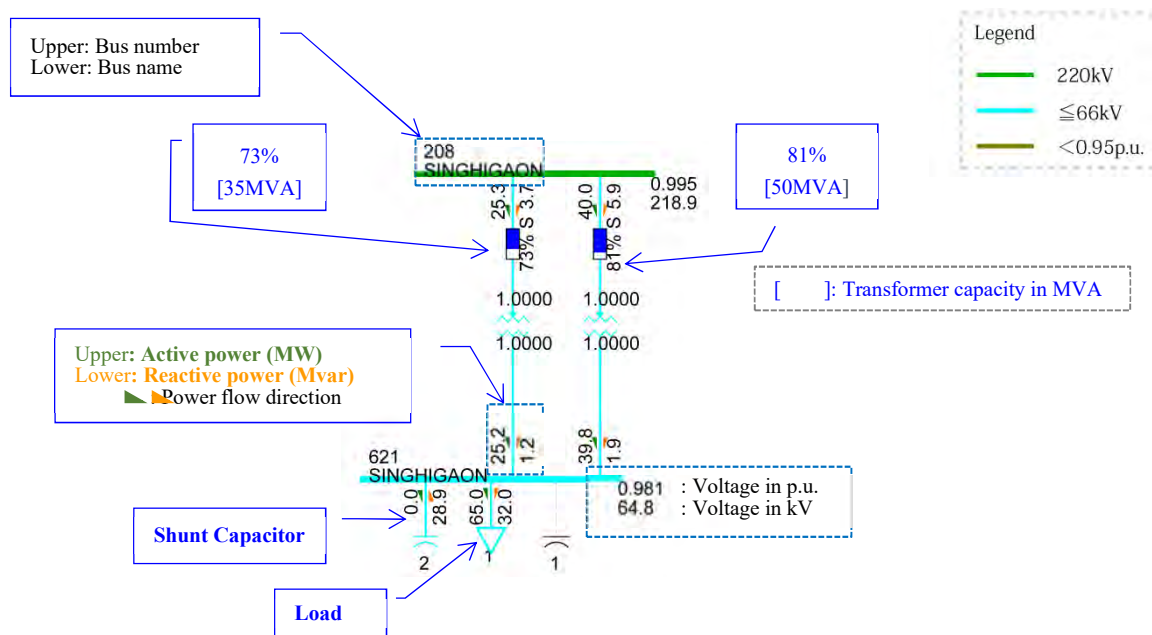 Upper: Bus number
Lower: Bus name
Legend
220kV
≦66kV
<0.95p.u.
73%
[35MVA]
81%
[50MVA]
208
SINGHIGAON
0.995
218.9
25.3
3.7
40.0
5.9
73% S
81% S
[ ]: Transformer capacity in MVA
1.0000
1.0000
1.0000
1.0000
Upper: Active power (MW)
Lower: Reactive power (Mvar)
: Power flow direction
25.2
1.2
39.8
1.9
621
SINGHIGAON
0.981 : Voltage in p.u.
64.8 : Voltage in kV
0.0
28.9
65.0
32.0
Shunt Capacitor
2
1
1
Load